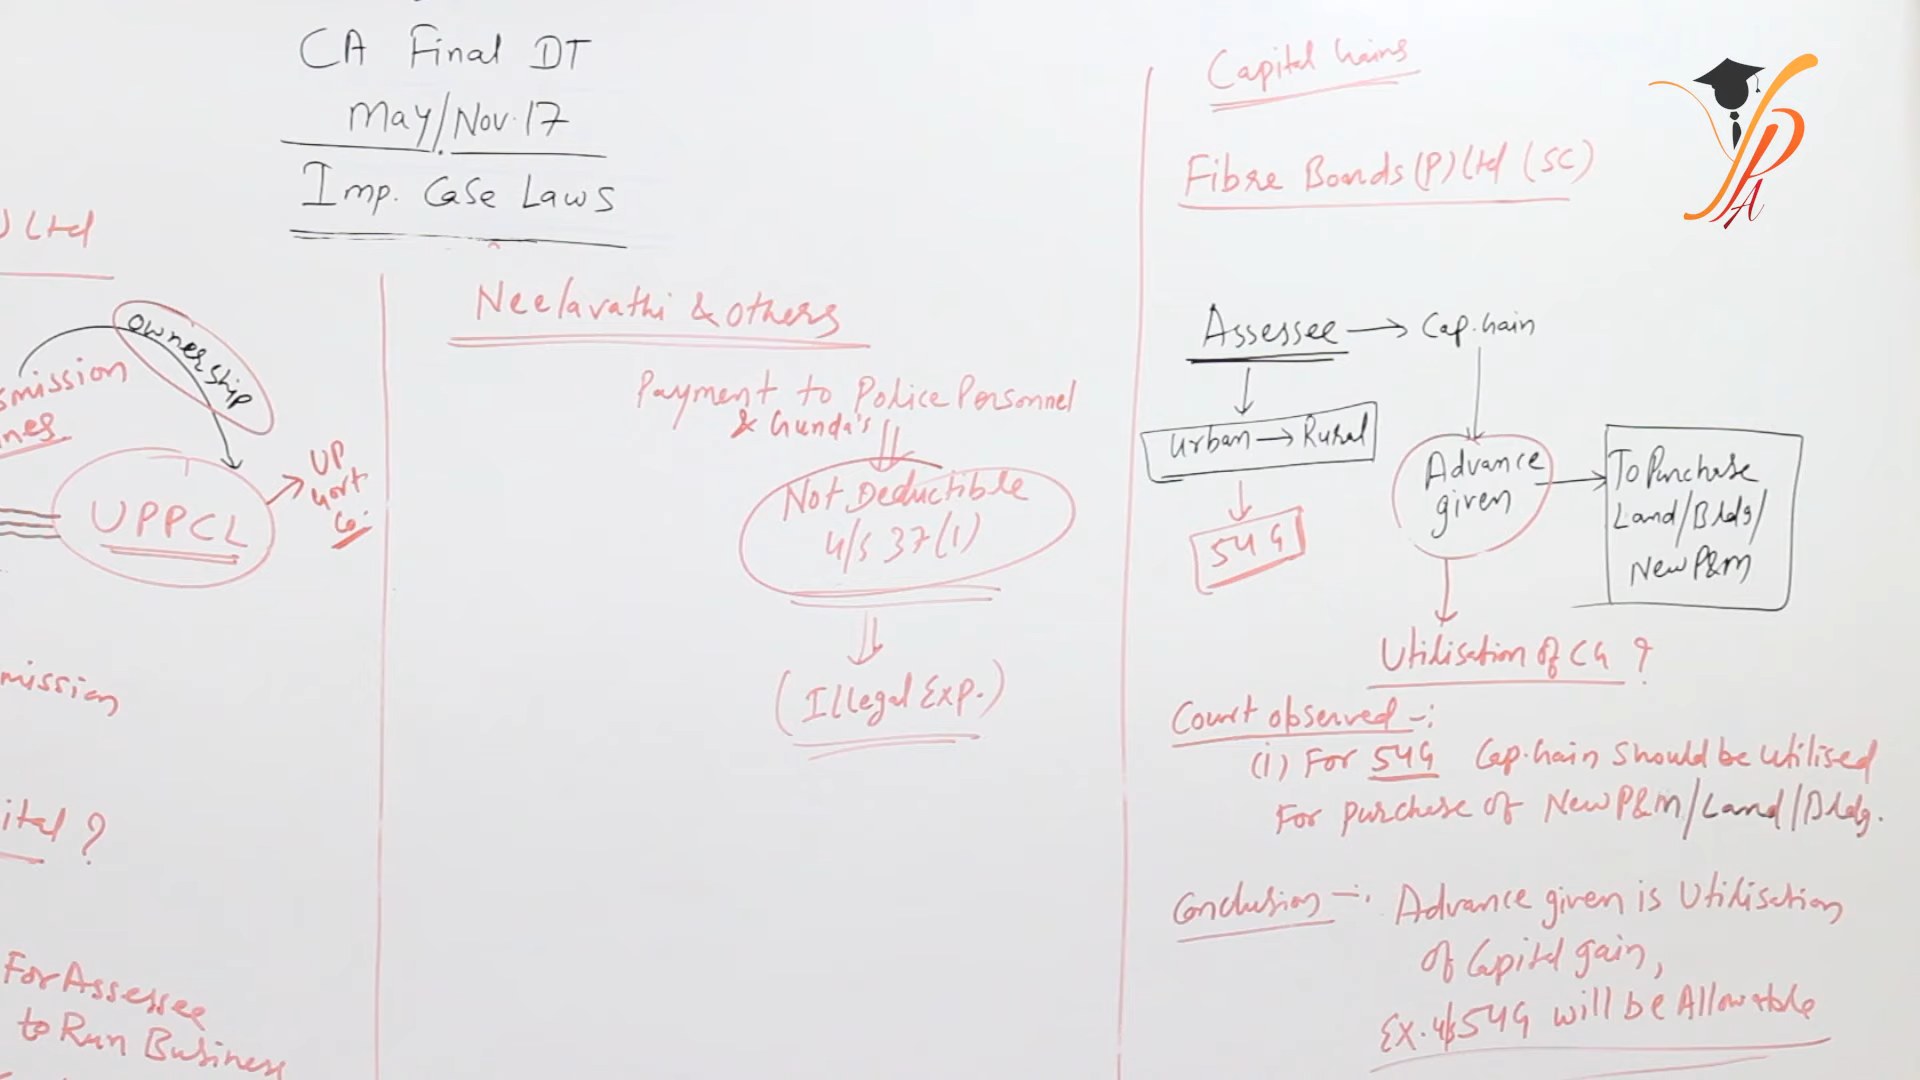 CA Final DT
May/Nov.17
Imp. Case Laws
Ltd
ownership
smission
nes
UPPCL
UP
Govt
Co.
mission
ital ?
For Assessee
to Run Business
Neelavathi & others
Payment to Police Personnel
& Gunda's
Not Deductible
u/s 37(1)
(Illegal Exp.)
Capital Gains
Fibre Boards (P) Ltd (SC)
Assessee → Cap. Gain
Urban → Rural
54G
Advance
given
To Purchase
Land/Bldg/
New P&M
Utilisation of CG ?
Court observed -:
(i) For 54G Cap. Gain should be utilised
For purchase of New P&M/Land/Bldg.
Conclusion -: Advance given is Utilisation
of Capital gain,
Ex. u/s 54G will be Allowable
YPA